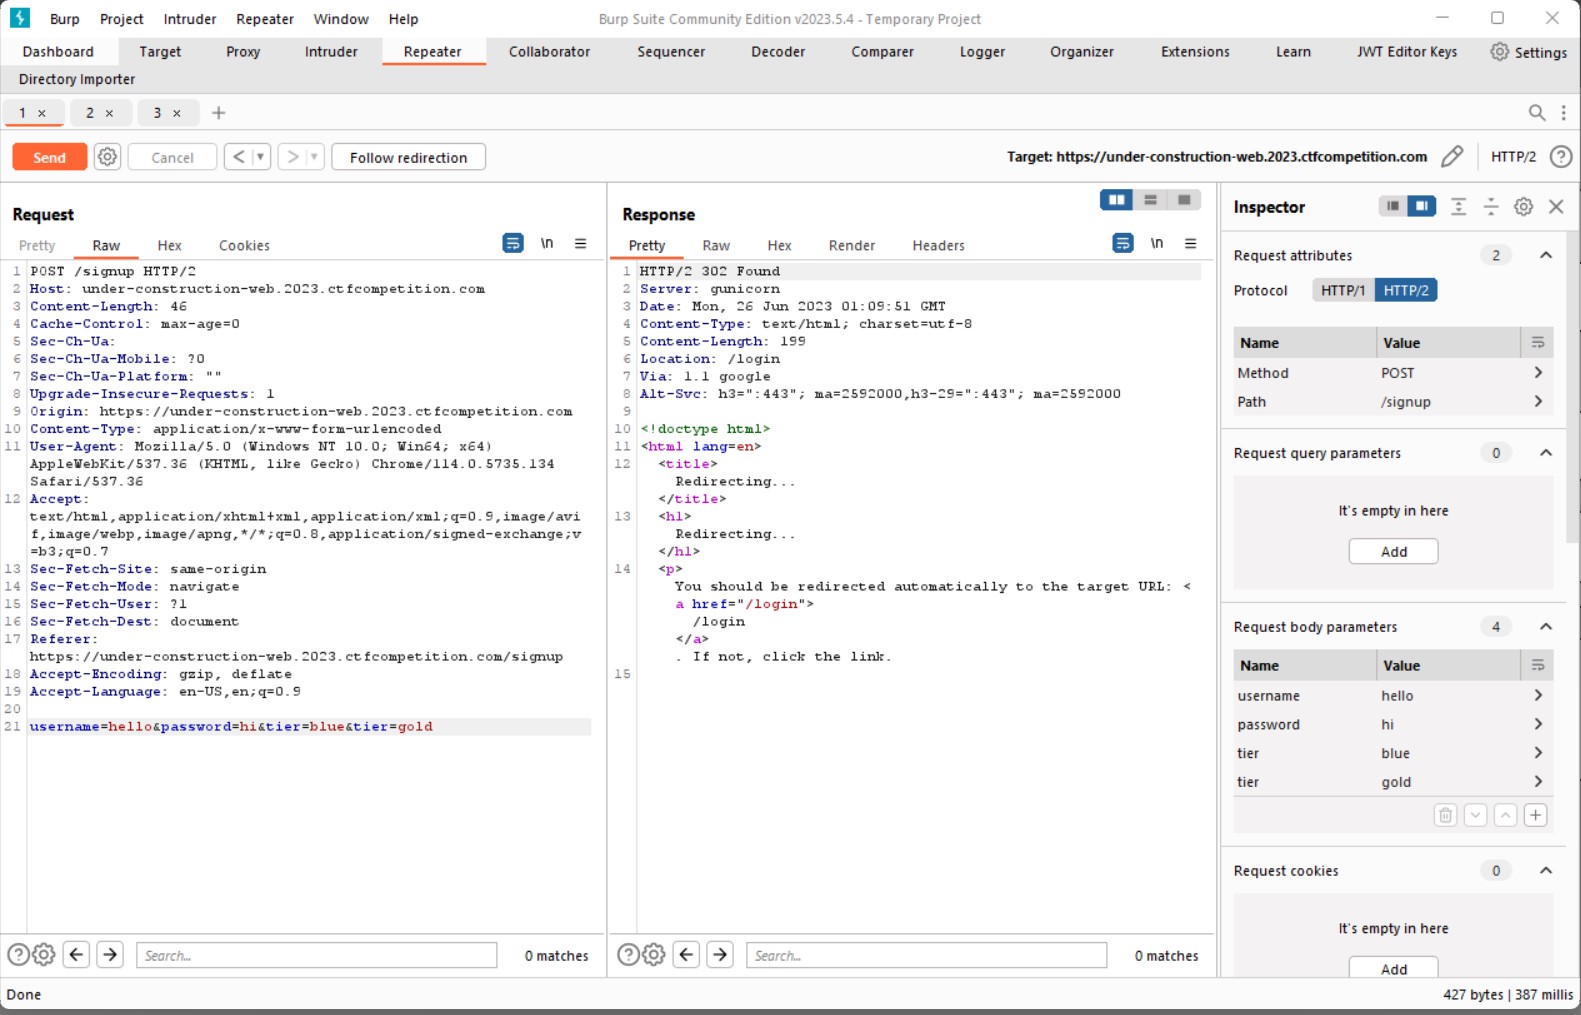 Burp Project Intruder Repeater Window Help
Burp Suite Community Edition v2023.5.4 - Temporary Project
Dashboard Target Proxy Intruder Repeater Collaborator Sequencer Decoder Comparer Logger Organizer Extensions Learn JWT Editor Keys Settings
Directory Importer
1 × 2 × 3 × +
Send Cancel < > Follow redirection
Target: https://under-construction-web.2023.ctfcompetition.com HTTP/2 ?
Request
Pretty Raw Hex Cookies \n
1 POST /signup HTTP/2
2 Host: under-construction-web.2023.ctfcompetition.com
3 Content-Length: 46
4 Cache-Control: max-age=0
5 Sec-Ch-Ua:
6 Sec-Ch-Ua-Mobile: ?0
7 Sec-Ch-Ua-Platform: ""
8 Upgrade-Insecure-Requests: 1
9 Origin: https://under-construction-web.2023.ctfcompetition.com
10 Content-Type: application/x-www-form-urlencoded
11 User-Agent: Mozilla/5.0 (Windows NT 10.0; Win64; x64)
AppleWebKit/537.36 (KHTML, like Gecko) Chrome/114.0.5735.134
Safari/537.36
12 Accept:
text/html,application/xhtml+xml,application/xml;q=0.9,image/avi
f,image/webp,image/apng,*/*;q=0.8,application/signed-exchange;v
=b3;q=0.7
13 Sec-Fetch-Site: same-origin
14 Sec-Fetch-Mode: navigate
15 Sec-Fetch-User: ?1
16 Sec-Fetch-Dest: document
17 Referer:
https://under-construction-web.2023.ctfcompetition.com/signup
18 Accept-Encoding: gzip, deflate
19 Accept-Language: en-US,en;q=0.9
20
21 username=hello&password=hi&tier=blue&tier=gold
? Search... 0 matches
Response
Pretty Raw Hex Render Headers \n
1 HTTP/2 302 Found
2 Server: gunicorn
3 Date: Mon, 26 Jun 2023 01:09:51 GMT
4 Content-Type: text/html; charset=utf-8
5 Content-Length: 199
6 Location: /login
7 Via: 1.1 google
8 Alt-Svc: h3=":443"; ma=2592000,h3-29=":443"; ma=2592000
9
10 <!doctype html>
11 <html lang=en>
12 <title>
Redirecting...
</title>
13 <h1>
Redirecting...
</h1>
14 <p>
You should be redirected automatically to the target URL: <
a href="/login">
/login
</a>
. If not, click the link.
15
? Search... 0 matches
Inspector
Request attributes 2
Protocol HTTP/1 HTTP/2
Name Value
Method POST
Path /signup
Request query parameters 0
It's empty in here
Add
Request body parameters 4
Name Value
username hello
password hi
tier blue
tier gold
Request cookies 0
It's empty in here
Add
Done
427 bytes | 387 millis